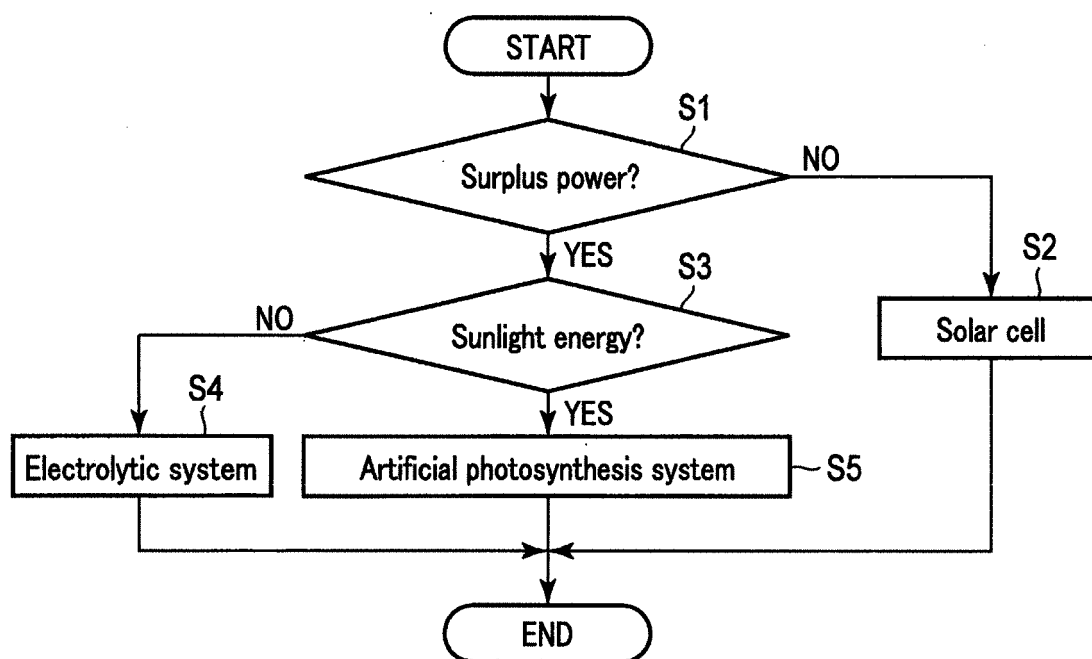 START
S1
Surplus power?
NO
YES
S2
Solar cell
S3
Sunlight energy?
NO
YES
S4
Electrolytic system
Artificial photosynthesis system
S5
END